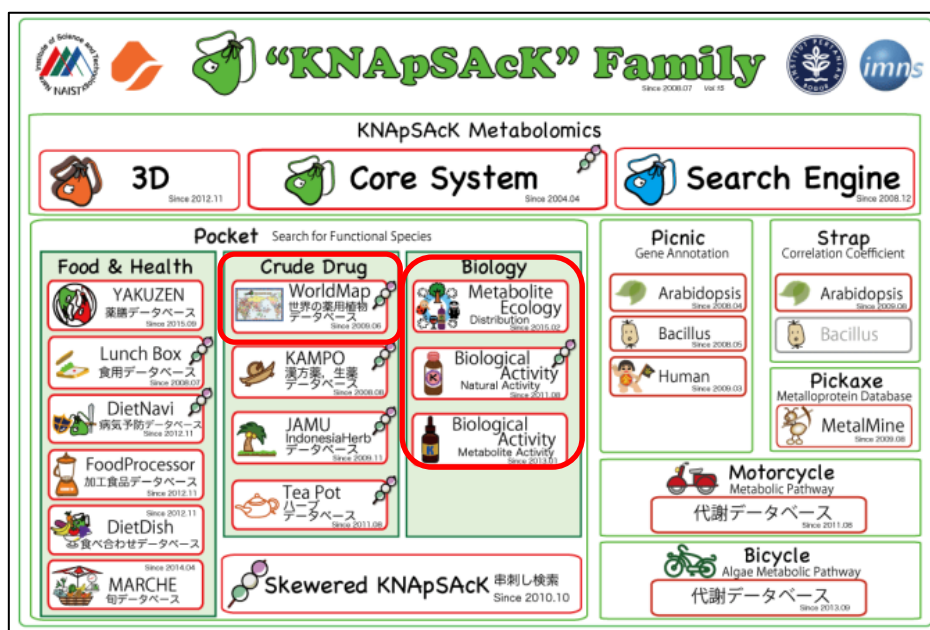 Nara Institute of Science and Technology
NAIST
"KNApSAcK" Family
Since 2008.07 Vol.15
INSTITUT PERTANIAN
BOGOR
imns
KNApSAcK Metabolomics
3D
Since 2012.11
Core System
Since 2004.04
Search Engine
Since 2008.12
Pocket Search for Functional Species
Food & Health
YAKUZEN
薬膳データベース
Since 2015.09
Lunch Box
食用データベース
Since 2008.07
DietNavi
病気予防データベース
Since 2012.11
FoodProcessor
加工食品データベース
Since 2012.11
Since 2012.11
DietDish
食べ合わせデータベース
Since 2014.04
MARCHE
旬データベース
Crude Drug
WorldMap
世界の薬用植物
データベース
Since 2008.06
KAMPO
漢方薬，生薬
データベース
Since 2008.08
JAMU
IndonesiaHerb
データベース
Since 2009.11
Tea Pot
ハーブ
データベース
Since 2011.08
Biology
Metabolite
Ecology
Distribution
Since 2015.02
Biological
Activity
Natural Activity
Since 2011.08
Biological
Activity
Metabolite Activity
Since 2013.01
K
K
Skewered KNApSAcK 串刺し検索
Since 2010.10
Picnic
Gene Annotation
Arabidopsis
Since 2008.04
Bacillus
Since 2008.05
Human
Since 2009.03
Strap
Correlation Coefficient
Arabidopsis
Since 2009.08
Bacillus
Pickaxe
Metalloprotein Database
MetalMine
Since 2009.08
Motorcycle
Metabolic Pathway
代謝データベース
Since 2011.08
Bicycle
Algae Metabolic Pathway
代謝データベース
Since 2013.09